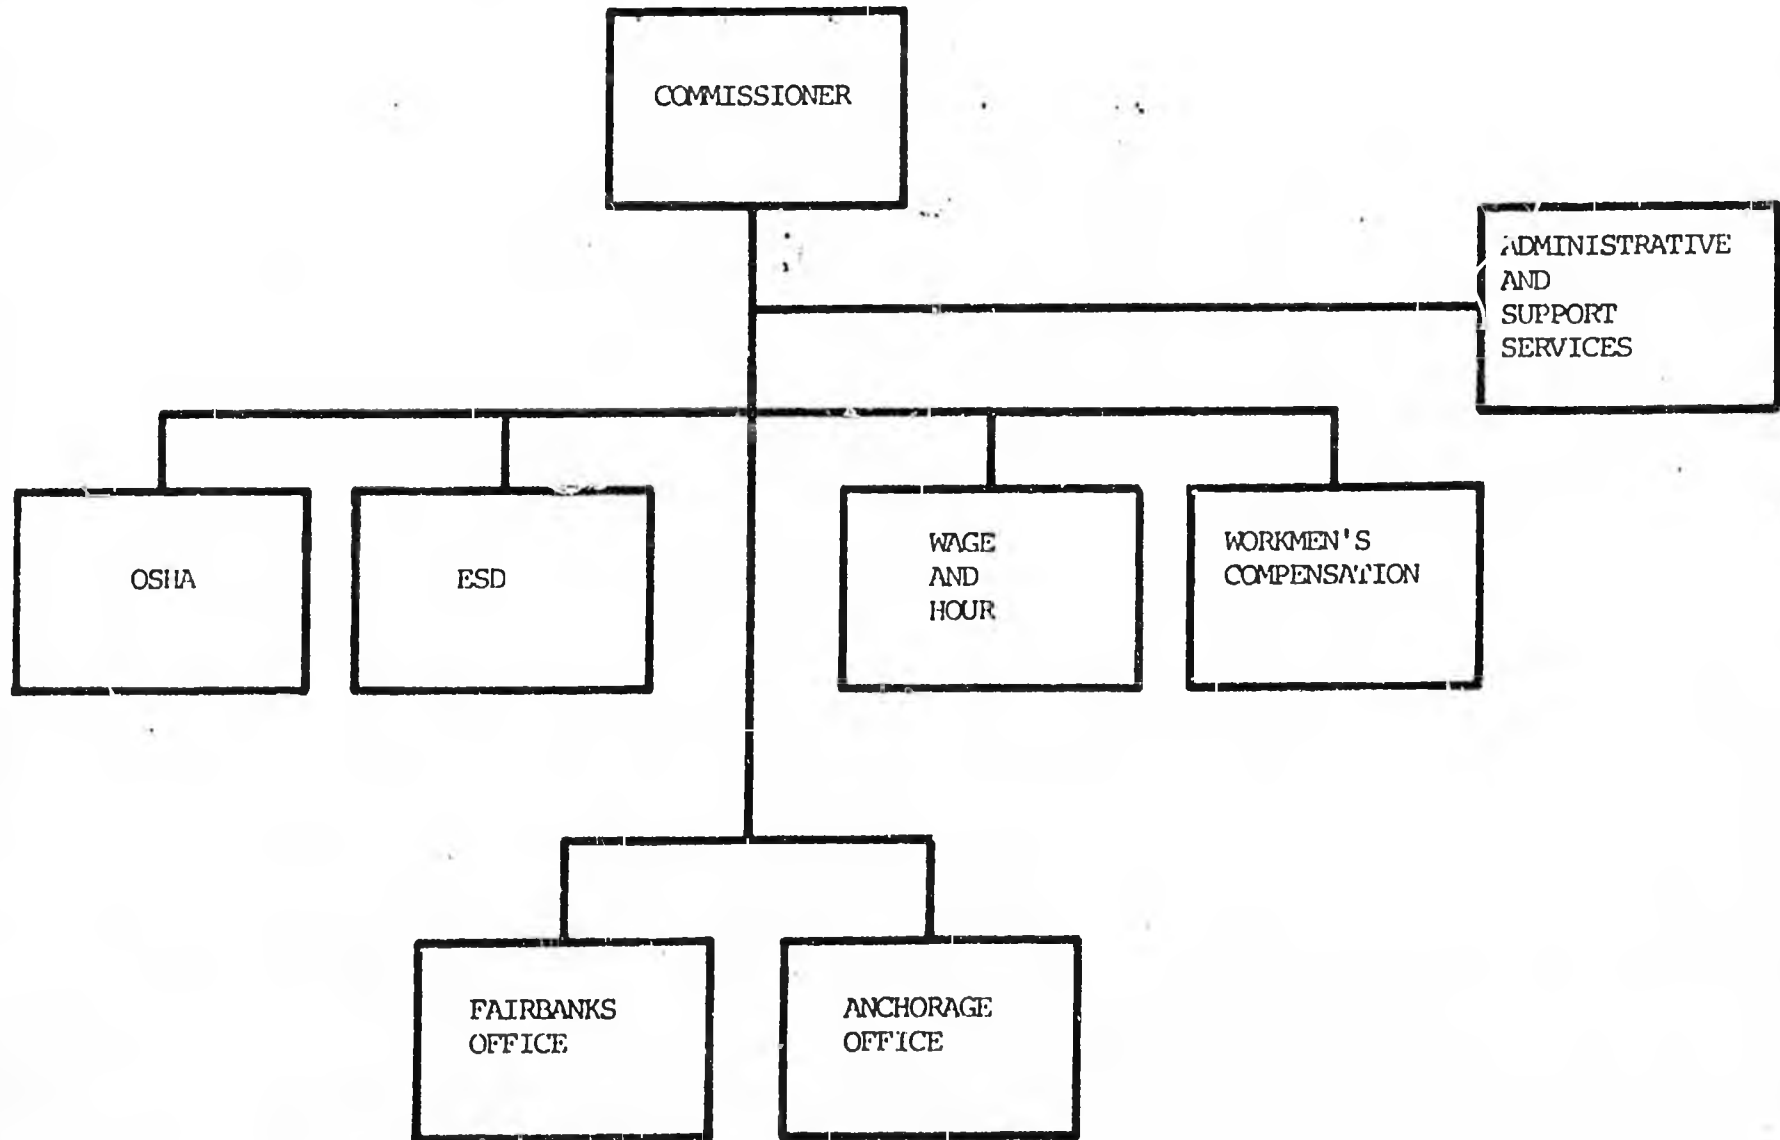 COMMISSIONER
ADMINISTRATIVE
AND
SUPPORT
SERVICES
OSHA
ESD
WAGE
AND
HOUR
WORKMEN'S
COMPENSATION
FAIRBANKS
OFFICE
ANCHORAGE
OFFICE